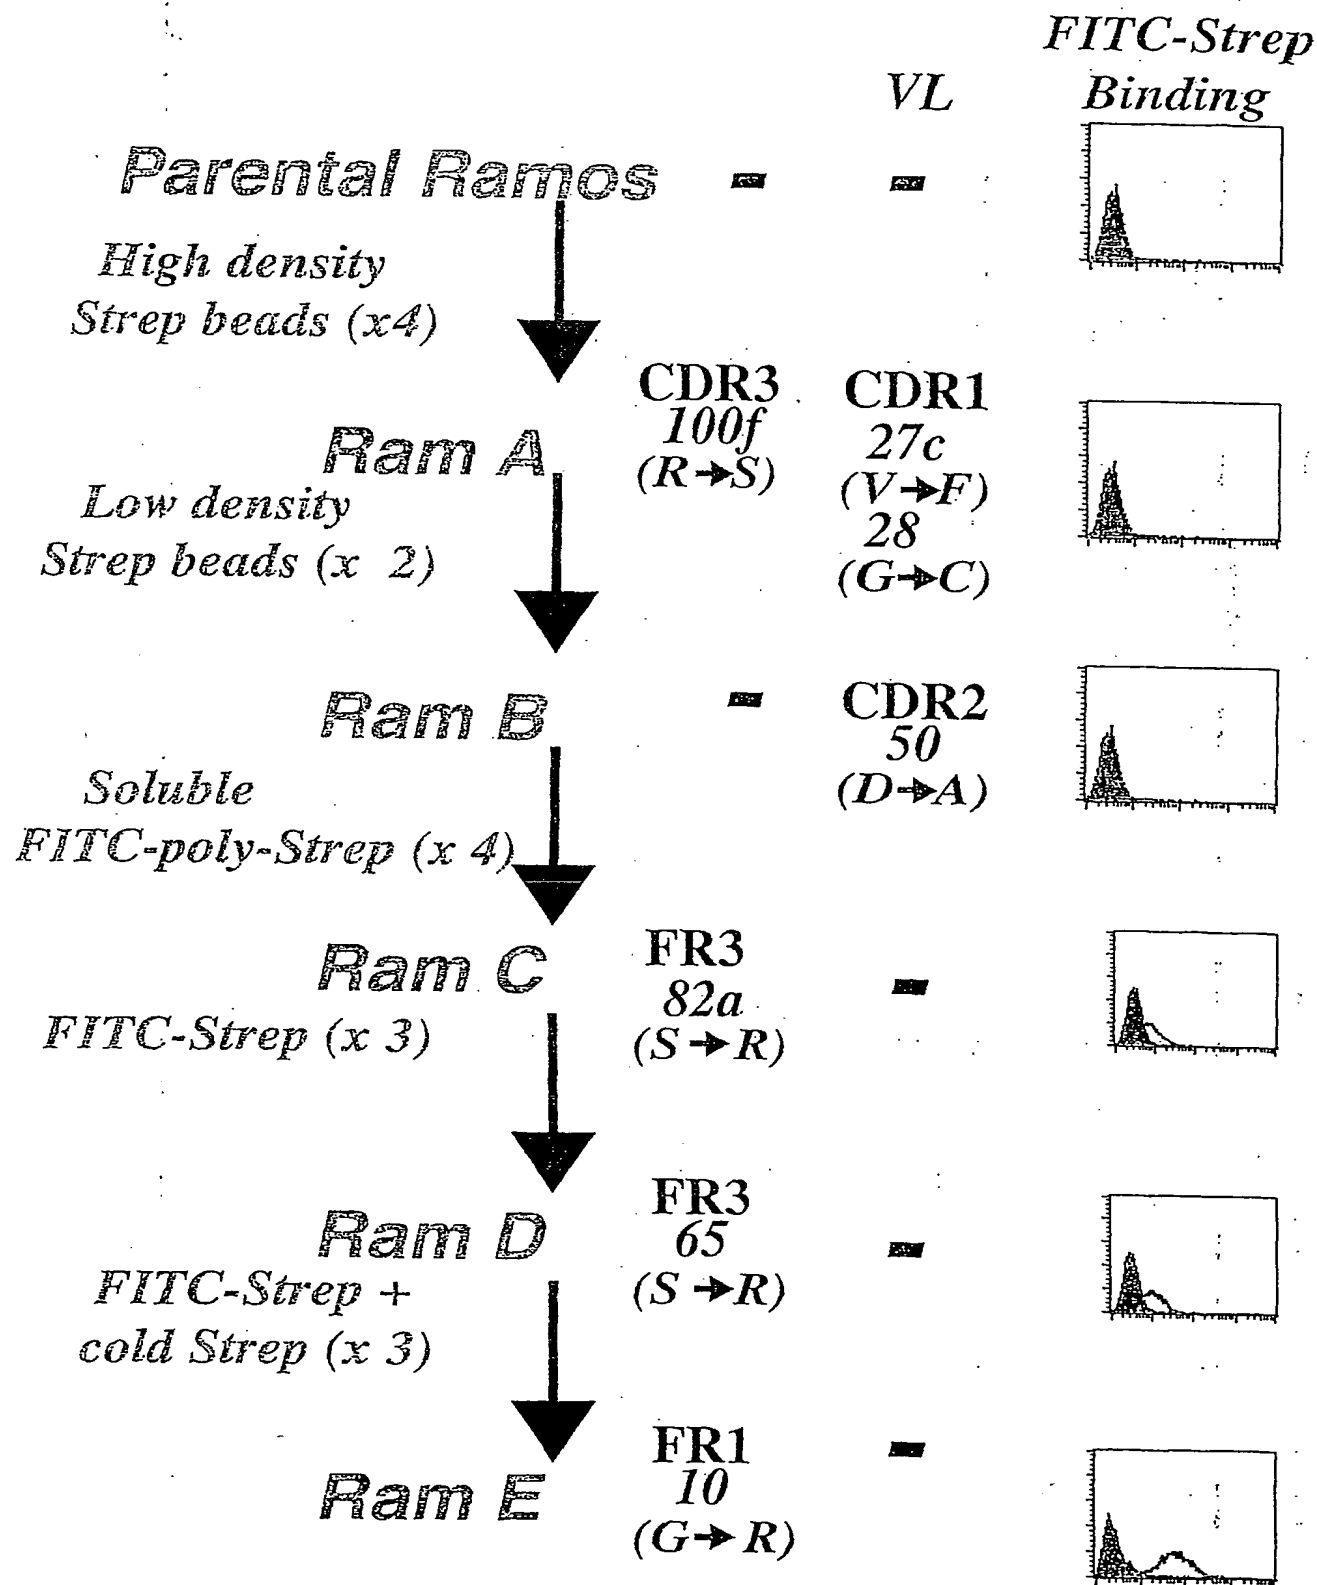 FITC-Strep
VL Binding
Parental Ramos - -
High density
Strep beads (x4)
CDR3 CDR1
100f 27c
Ram A (R→S) (V→F)
28
(G→C)
Low density
Strep beads (x 2)
Ram B - CDR2
50
(D→A)
Soluble
FITC-poly-Strep (x 4)
Ram C FR3 -
82a
(S→R)
FITC-Strep (x 3)
Ram D FR3 -
65
(S→R)
FITC-Strep +
cold Strep (x 3)
Ram E FR1 -
10
(G→R)